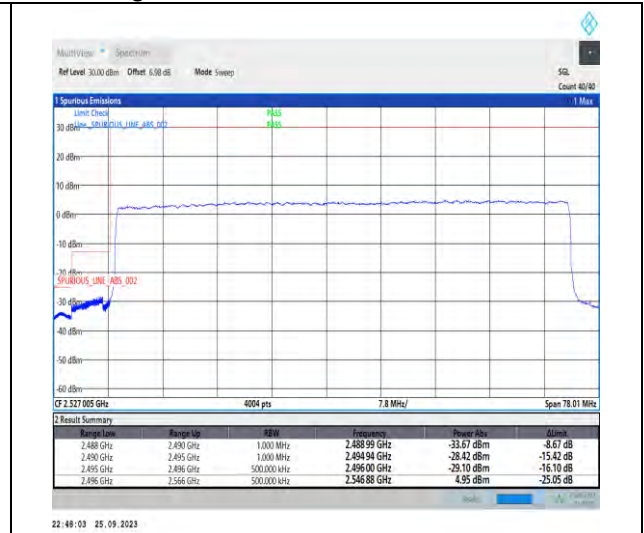 MultiView Spectrum
Ref Level 30.00 dBm Offset 6.98 dB Mode Sweep SGL
Count 40/40
1 Spurious Emissions 1 Max
Limit Check PASS
30 dBm Line _SPURIOUS_LINE_ABS_002 PASS
20 dBm
10 dBm
0 dBm
-10 dBm
-20 dBm
_SPURIOUS_LINE_ABS_002
-30 dBm
-40 dBm
-50 dBm
-60 dBm
CF 2.527 005 GHz 4004 pts 7.8 MHz/ Span 78.01 MHz
2 Result Summary
Range Low Range Up RBW Frequency Power Abs ΔLimit
2.488 GHz 2.490 GHz 1.000 MHz 2.488 99 GHz -33.67 dBm -8.67 dB
2.490 GHz 2.495 GHz 1.000 MHz 2.494 94 GHz -28.42 dBm -15.42 dB
2.495 GHz 2.496 GHz 500.000 kHz 2.496 00 GHz -29.10 dBm -16.10 dB
2.496 GHz 2.566 GHz 500.000 kHz 2.546 88 GHz 4.95 dBm -25.05 dB
22:48:03 25.09.2023